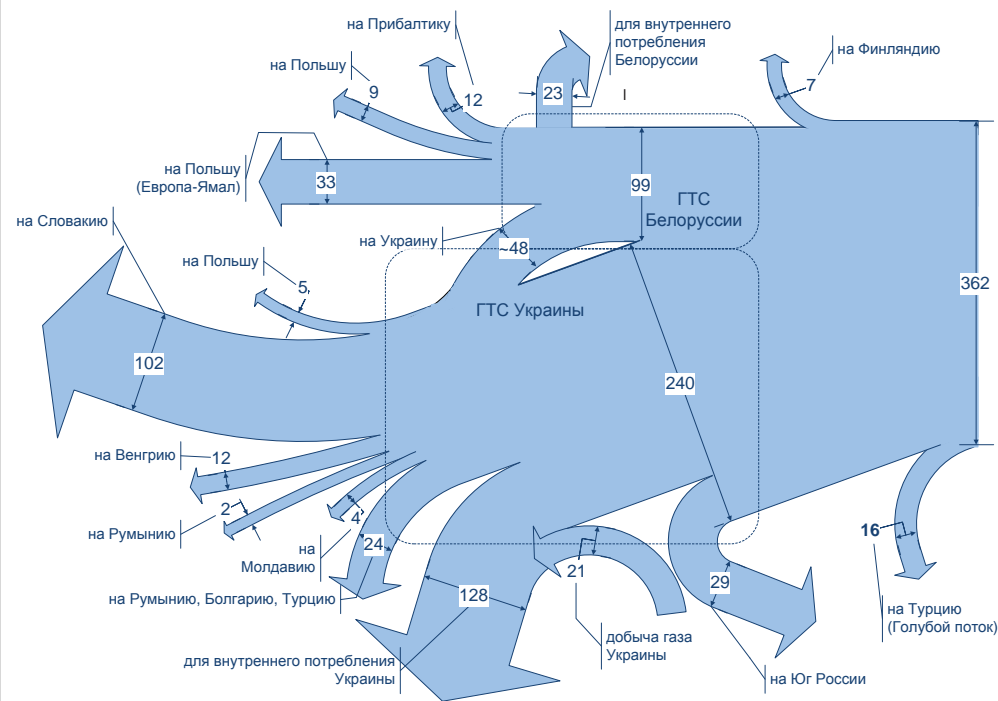 на Прибалтику
для внутреннего
потребления
Белоруссии
на Финляндию
на Польшу
9
12
23
I
7
на Польшу
(Европа-Ямал)
33
99
ГТС
Белоруссии
на Словакию
на Украину
~48
на Польшу
5
ГТС Украины
362
102
240
на Венгрию
12
2
на Румынию
4
на
Молдавию
24
16
21
29
на Румынию, Болгарию, Турцию
128
на Турцию
(Голубой поток)
добыча газа
Украины
для внутреннего потребления
Украины
на Юг России